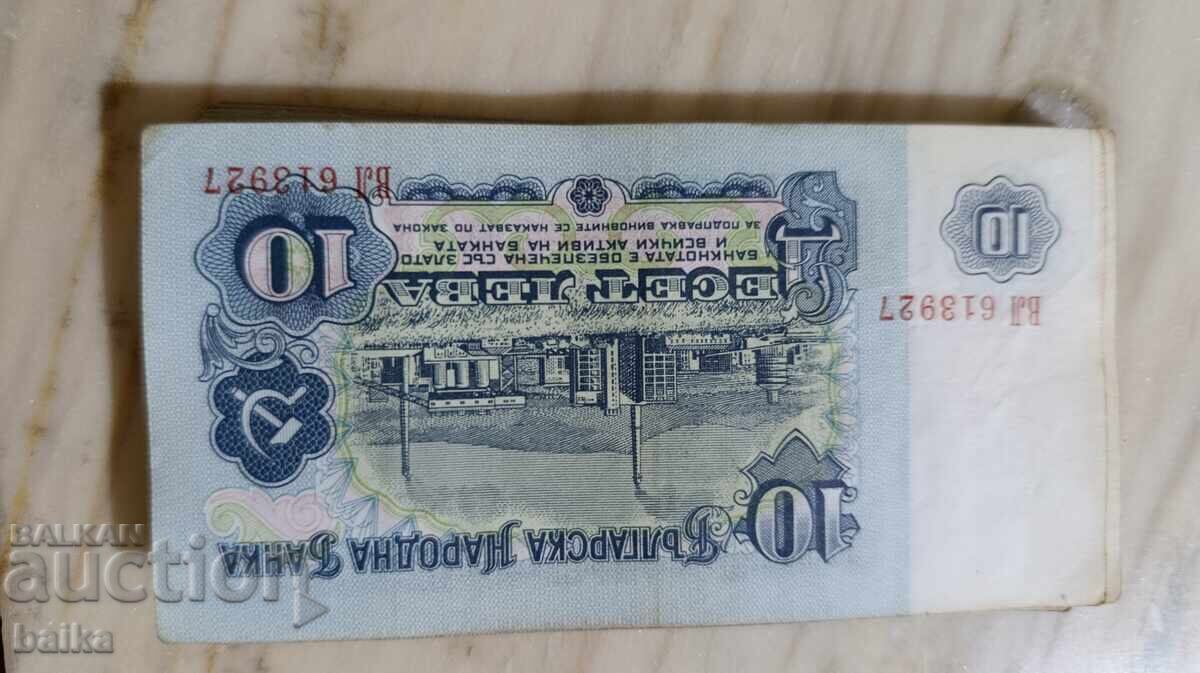 БЪЛГАРСКА НАРОДНА БАНКА
10
ДЕСЕТ ЛЕВА
БАНКНОТАТА Е ОБЕЗПЕЧЕНА СЪС ЗЛАТО
И ВСИЧКИ АКТИВИ НА БАНКАТА
ЗА ПОДПРАВКА ВИНОВНИТЕ СЕ НАКАЗВАТ ПО ЗАКОНА
10
ВЛ 613927
ВЛ 613927
10
BALKAN
auction
baika